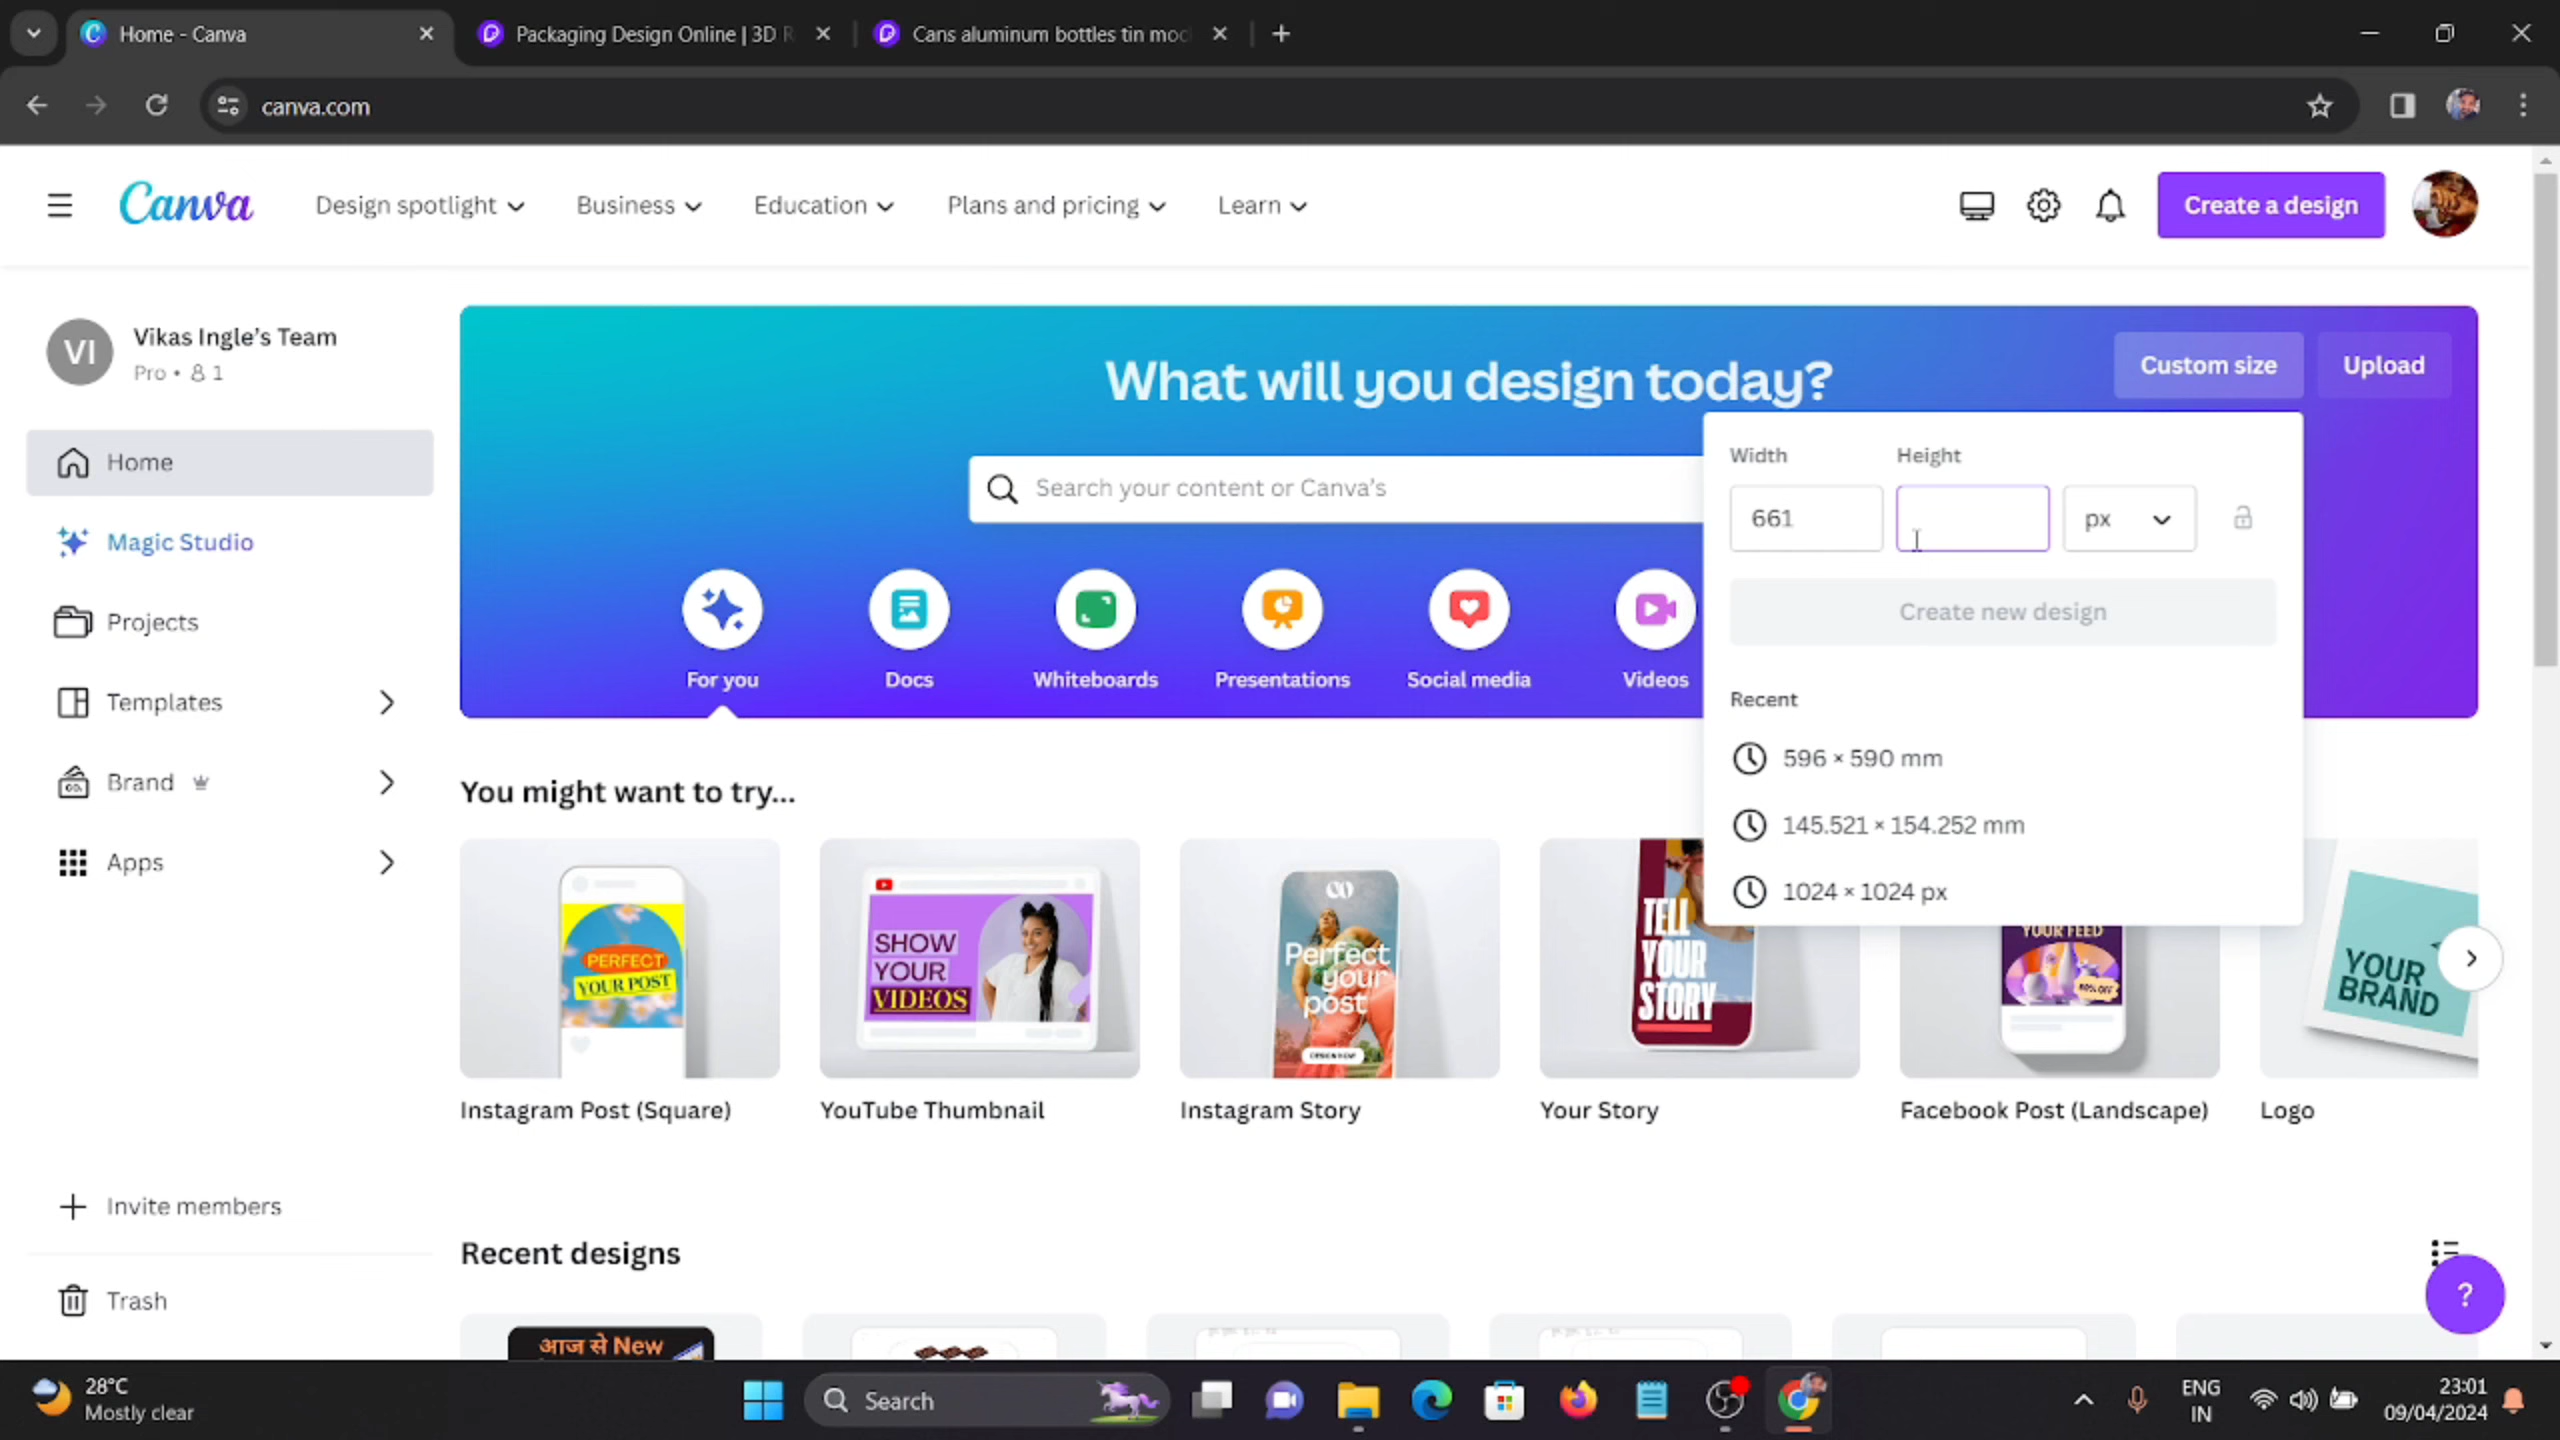 Home - Canva
Packaging Design Online | 3D R
Cans aluminum bottles tin moc
canva.com
Canva
Design spotlight
Business
Education
Plans and pricing
Learn
Create a design
VI
Vikas Ingle's Team
Pro • 1
Home
Magic Studio
Projects
Templates
Brand
Apps
Invite members
Trash
What will you design today?
Custom size
Upload
Search your content or Canva's
For you
Docs
Whiteboards
Presentations
Social media
Videos
Width
Height
661
px
Create new design
Recent
596 × 590 mm
145.521 × 154.252 mm
1024 × 1024 px
You might want to try...
PERFECT
YOUR POST
SHOW
YOUR
VIDEOS
Perfect
your
post
DESIGN NOW
TELL
YOUR
STORY
YOUR FEED
YOUR
BRAND
Instagram Post (Square)
YouTube Thumbnail
Instagram Story
Your Story
Facebook Post (Landscape)
Logo
Recent designs
आज से New
?
28°C
Mostly clear
Search
ENG
IN
23:01
09/04/2024